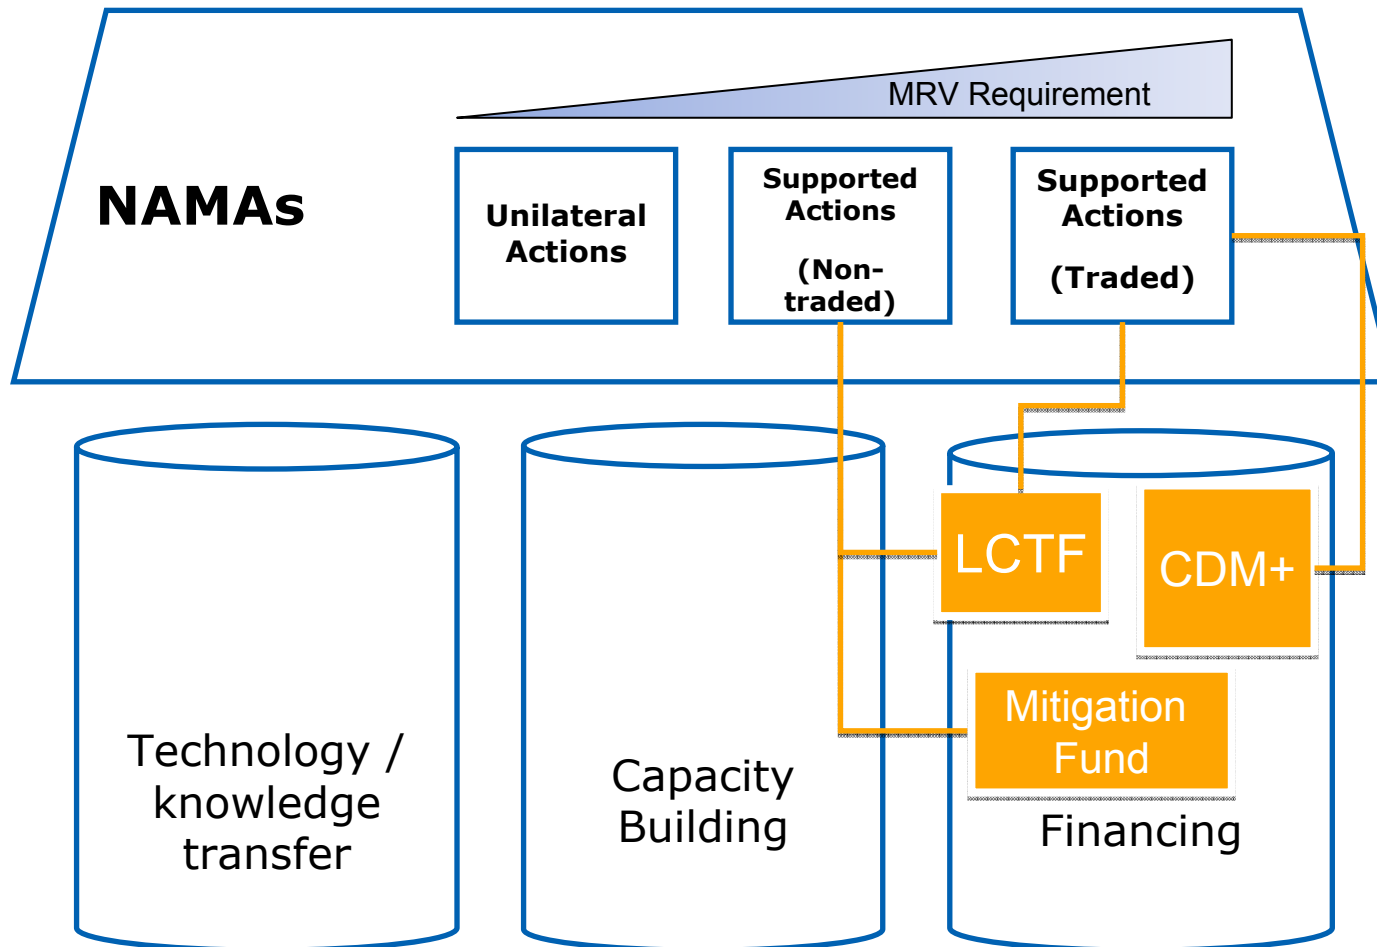 MRV Requirement
NAMAs
Unilateral
Actions
Supported
Actions
(Non-
traded)
Supported
Actions
(Traded)
LCTF
CDM+
Mitigation
Fund
Technology /
knowledge
transfer
Capacity
Building
Financing